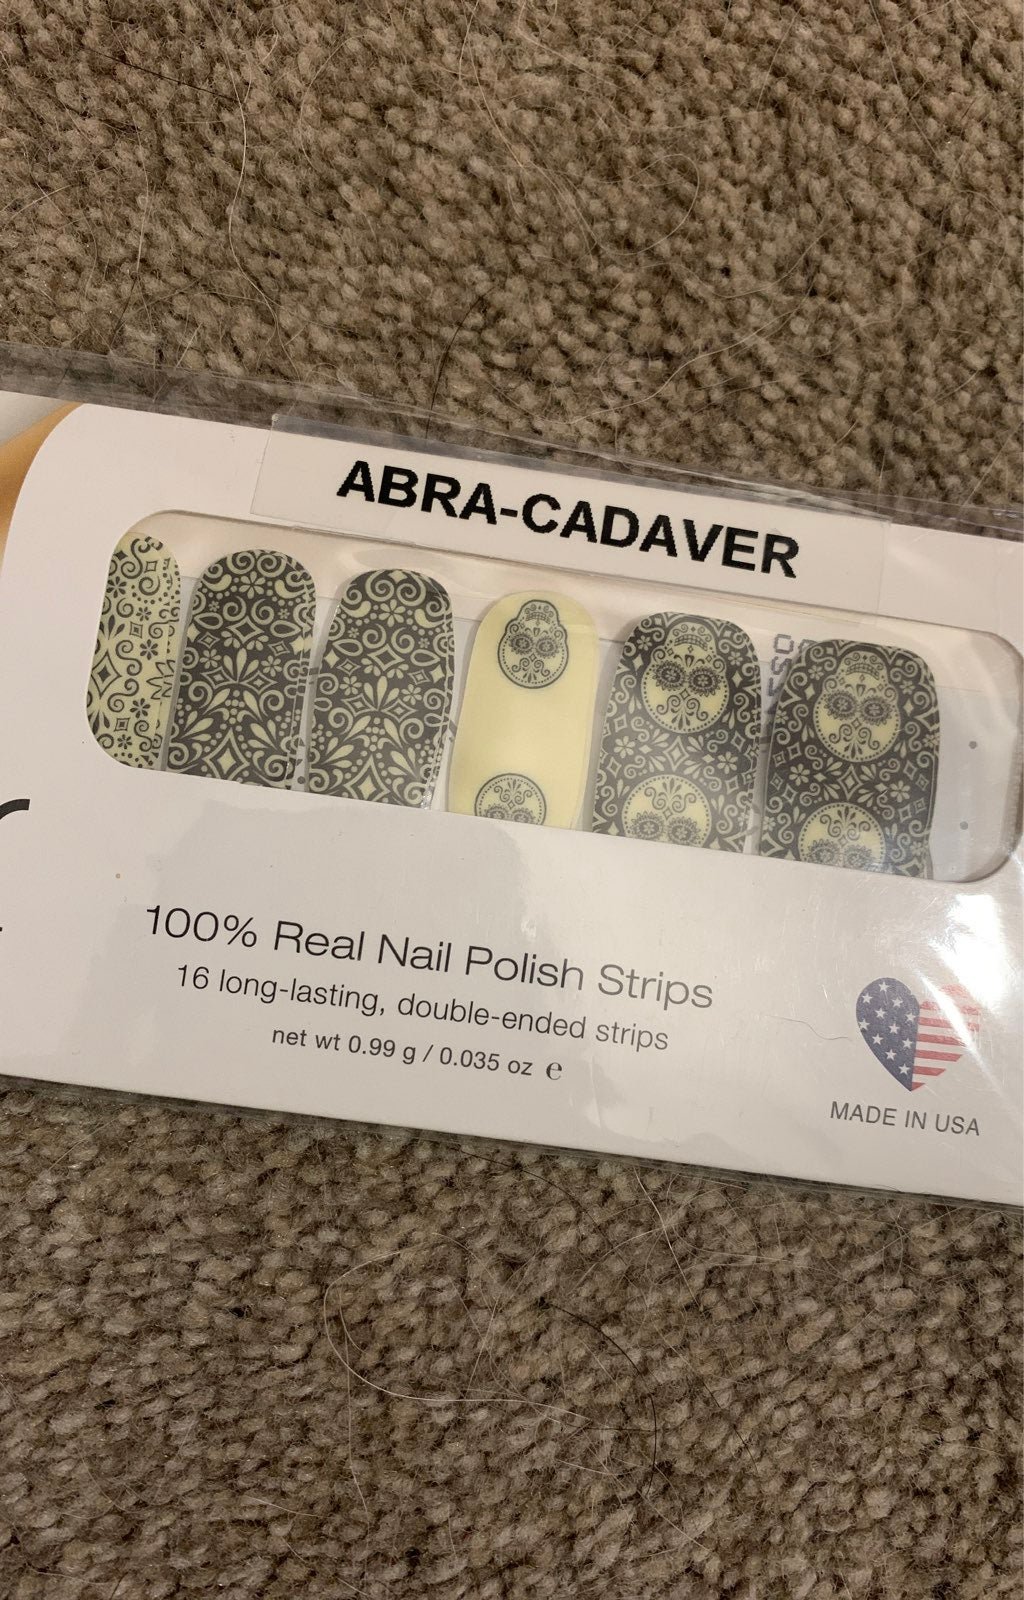 ABRA-CADAVER
100% Real Nail Polish Strips
16 long-lasting, double-ended strips
net wt 0.99 g / 0.035 oz ℮
MADE IN USA